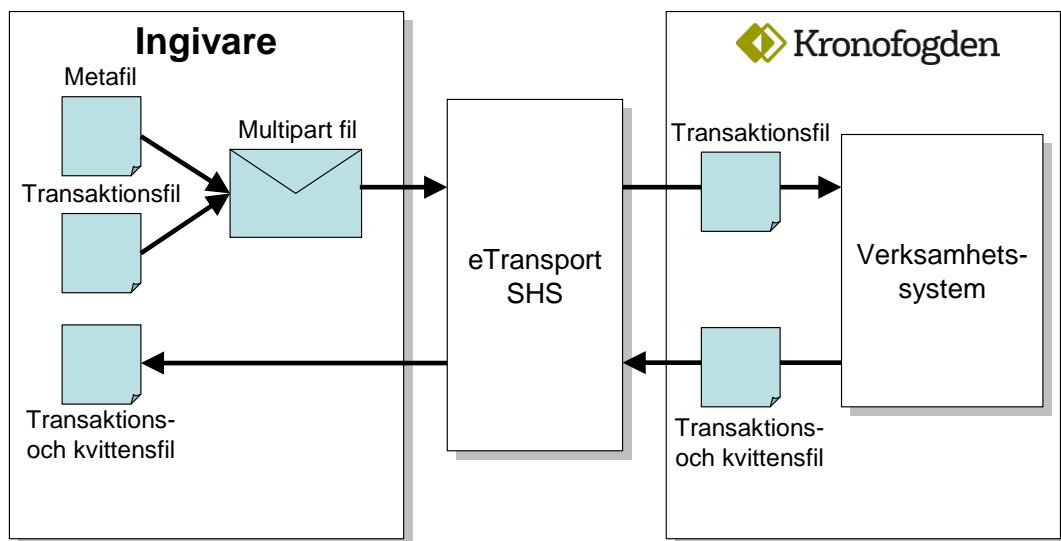 Ingivare
Metafil
Multipart fil
Transaktionsfil
Transaktions-
och kvittensfil
eTransport
SHS
Kronofogden
Transaktionsfil
Verksamhets-
system
Transaktions-
och kvittensfil